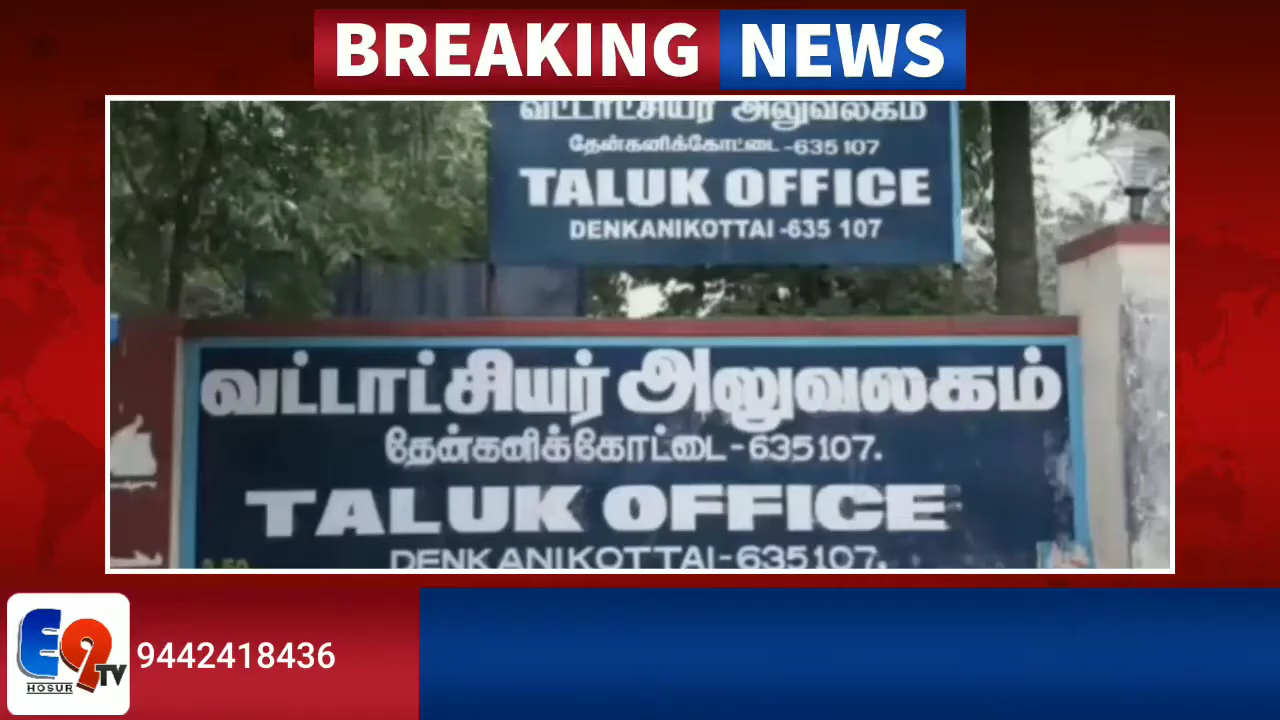 BREAKING NEWS
வட்டாட்சியர் அலுவலகம்
தேன்கனிக்கோட்டை -635 107
TALUK OFFICE
DENKANIKOTTAI -635 107
வட்டாட்சியர் அலுவலகம்
தேன்கனிக்கோட்டை - 635107.
TALUK OFFICE
DENKANIKOTTAI - 635107.
E9 TV
HOSUR
9442418436